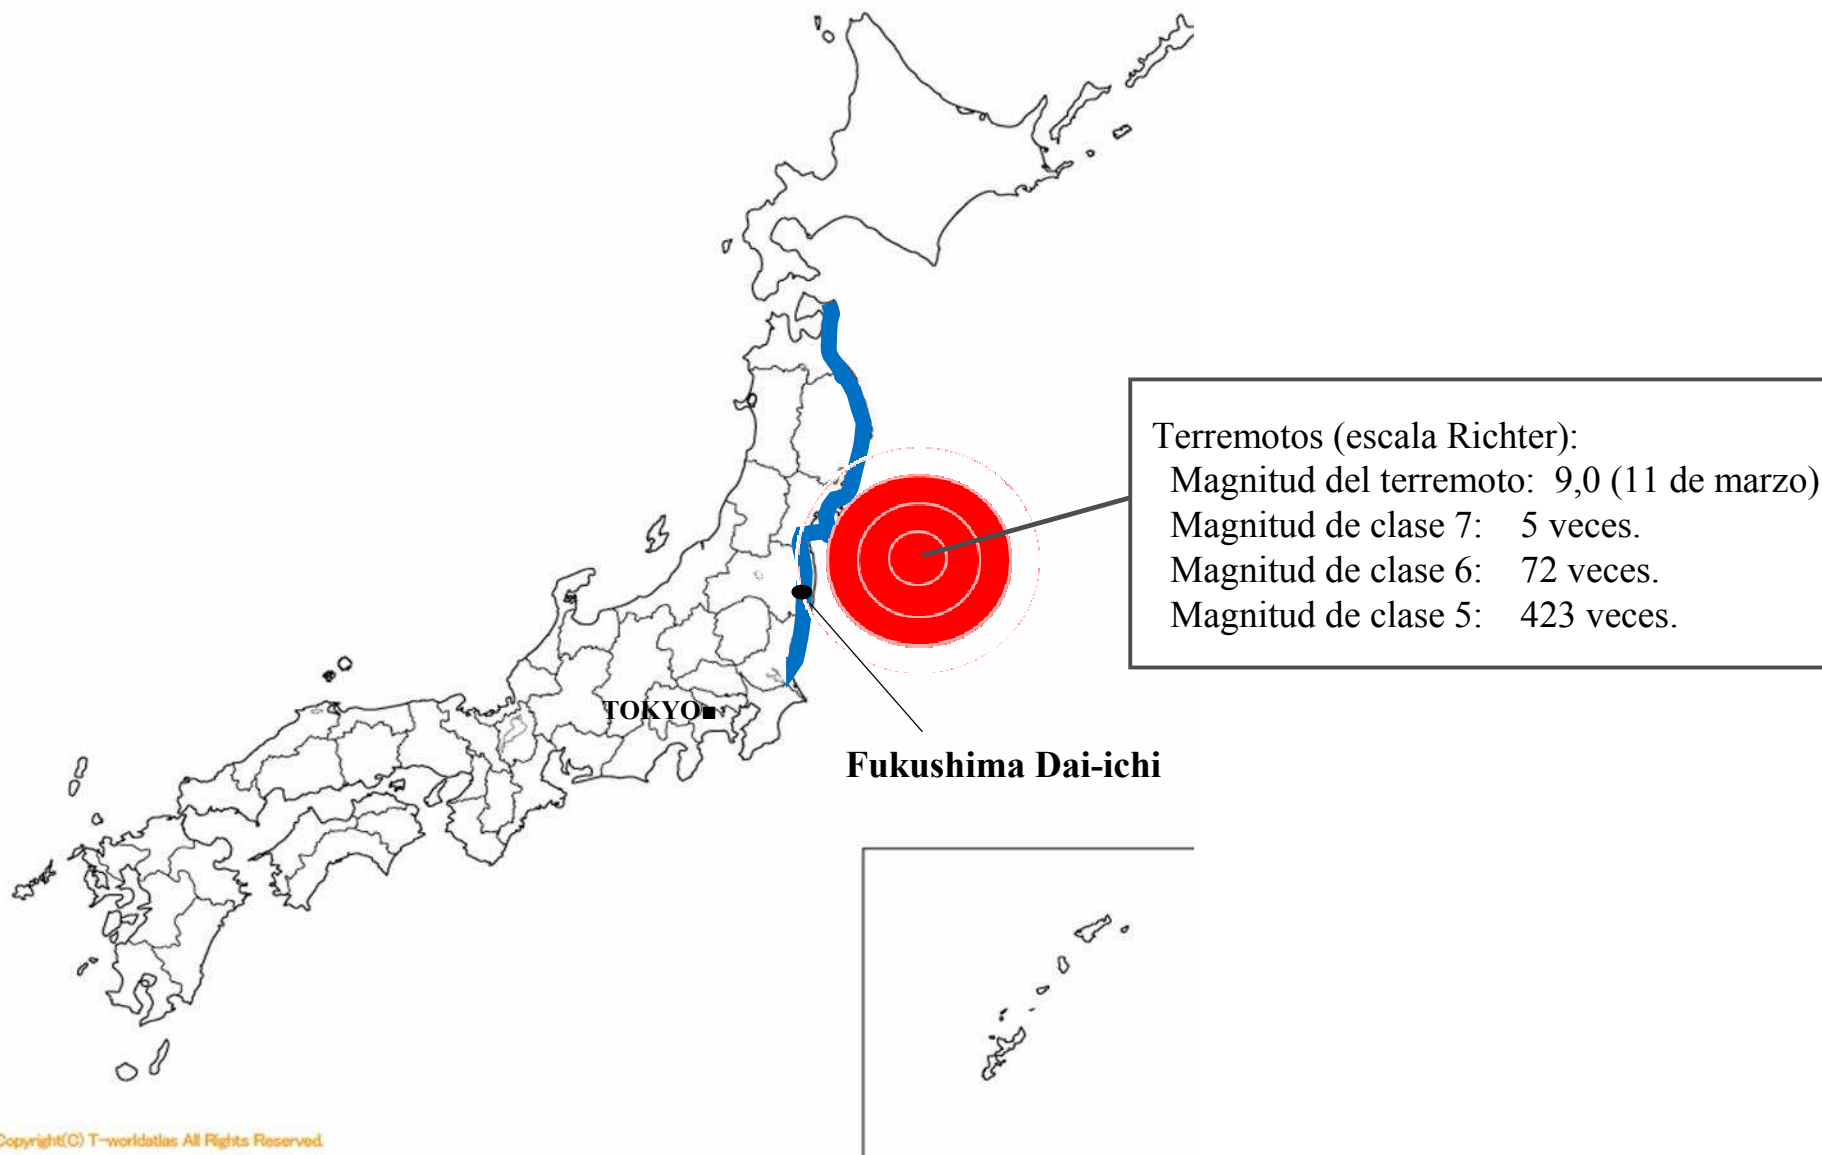 Terremotos (escala Richter):
Magnitud del terremoto: 9,0 (11 de marzo)
Magnitud de clase 7: 5 veces.
Magnitud de clase 6: 72 veces.
Magnitud de clase 5: 423 veces.
TOKYO
Fukushima Dai-ichi
Copyright(C) T-worldatlas All Rights Reserved.